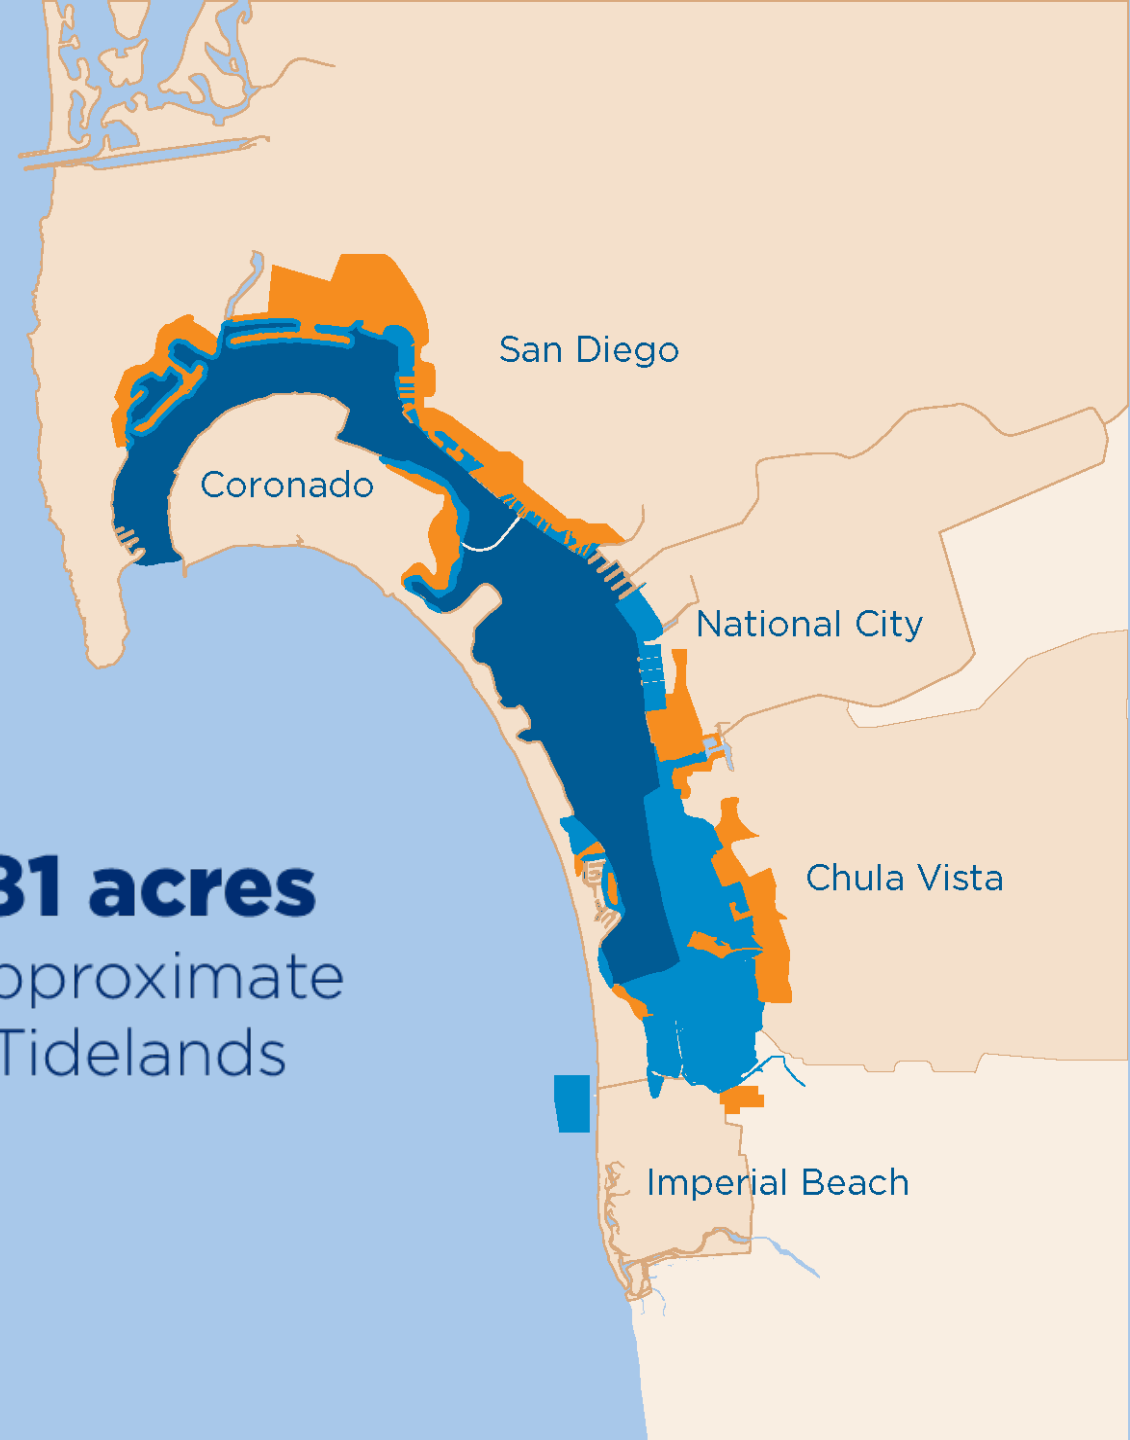 San Diego
Coronado
National City
Chula Vista
acres
Tidelands
Imperial Beach